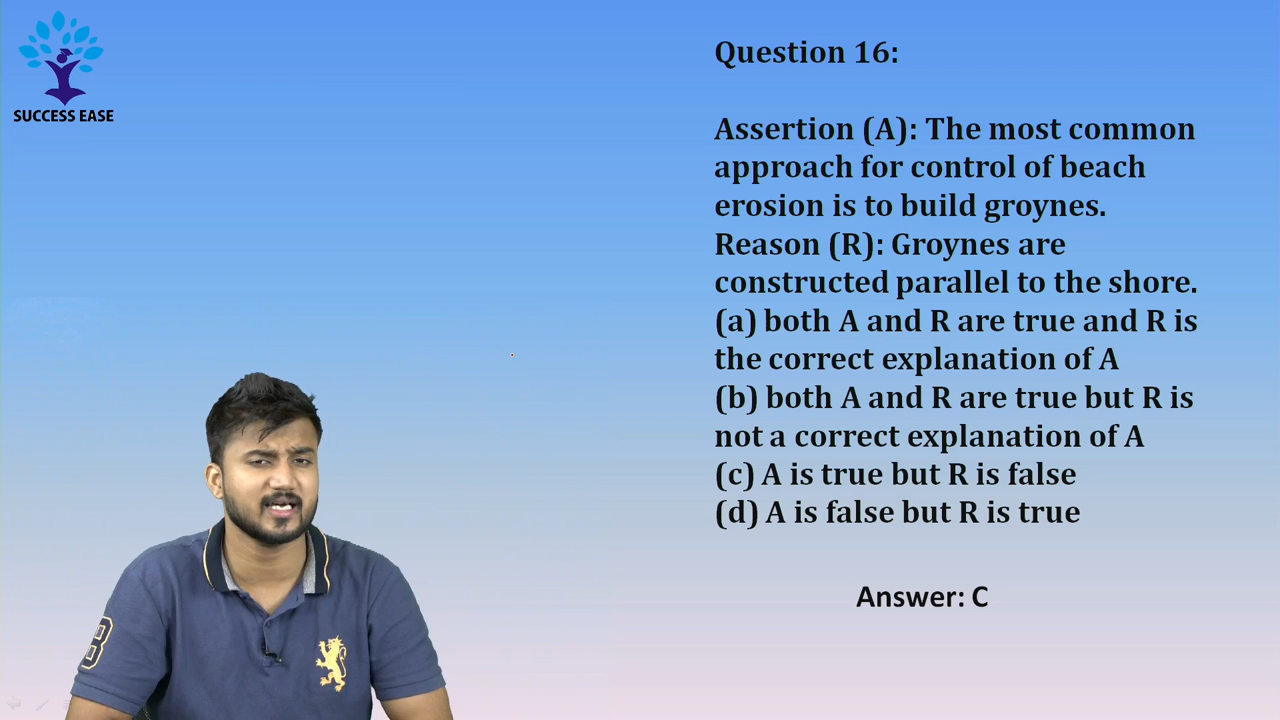 SUCCESS EASE
Question 16:
Assertion (A): The most common
approach for control of beach
erosion is to build groynes.
Reason (R): Groynes are
constructed parallel to the shore.
(a) both A and R are true and R is
the correct explanation of A
(b) both A and R are true but R is
not a correct explanation of A
(c) A is true but R is false
(d) A is false but R is true
Answer: C
B